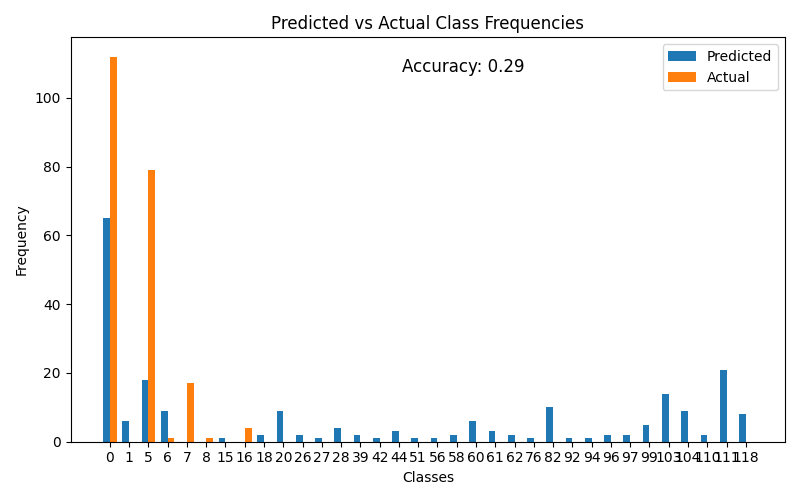 Predicted vs Actual Class Frequencies
Accuracy: 0.29
Predicted
Actual
Frequency
100
80
60
40
20
0
0 1 5 6 7 8 15 16 18 20 26 27 28 39 42 44 51 56 58 60 61 62 76 82 92 94 96 97 99 103 104 110 111 118
Classes